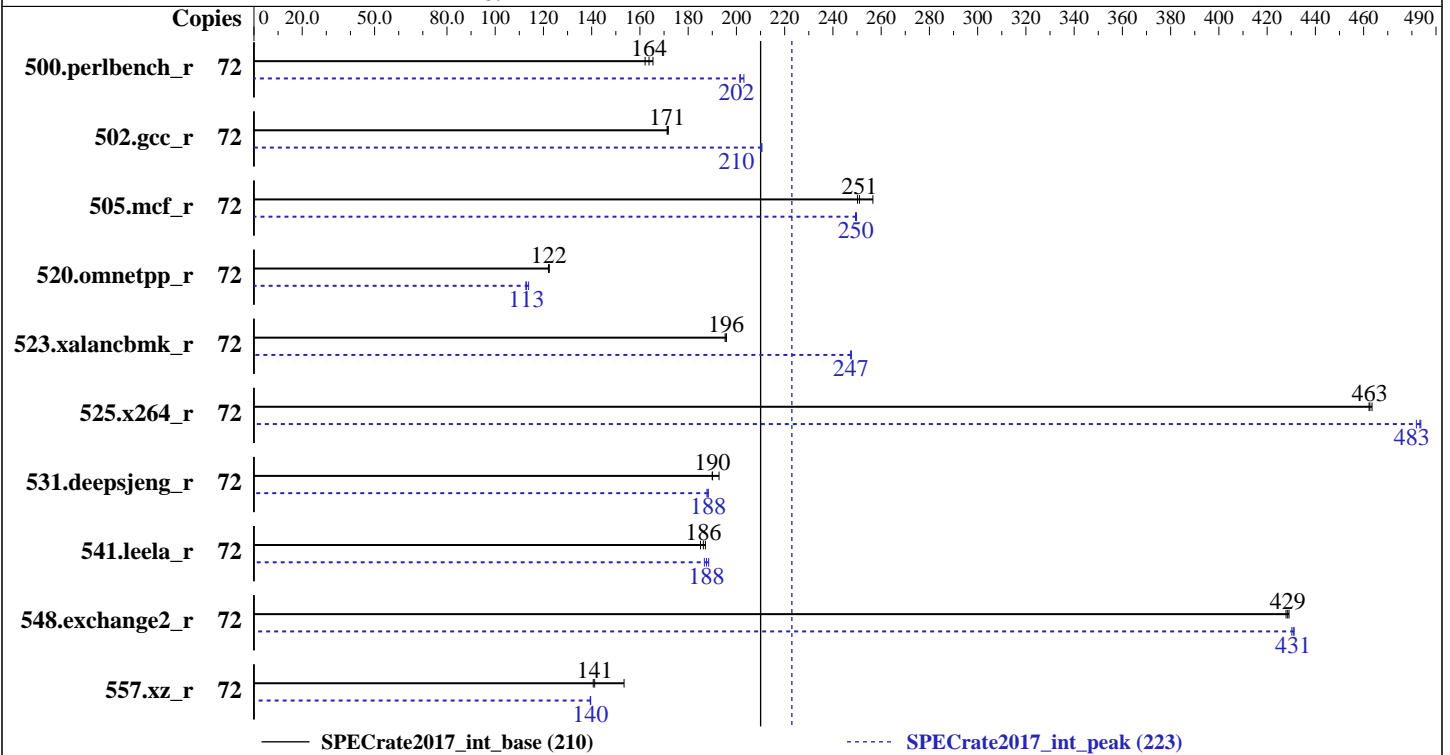 Copies 0 20.0 50.0 80.0 100 120 140 160 180 200 220 240 260 280 300 320 340 360 380 400 420 440 460 490
164
500.perlbench_r 72
202
171
502.gcc_r 72
210
251
505.mcf_r 72
250
122
520.omnetpp_r 72
113
196
523.xalancbmk_r 72
247
463
525.x264_r 72
483
190
531.deepsjeng_r 72
188
186
541.leela_r 72
188
429
548.exchange2_r 72
431
141
557.xz_r 72
140
SPECrate2017_int_base (210) SPECrate2017_int_peak (223)